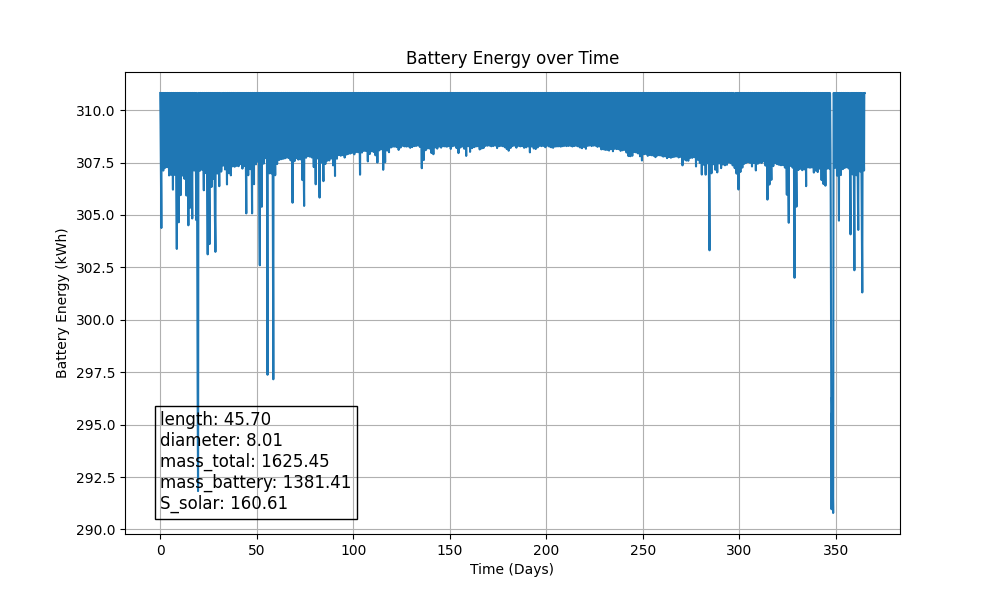 Battery Energy over Time
Battery Energy (kWh)
310.0
307.5
305.0
302.5
300.0
297.5
295.0
292.5
290.0
length: 45.70
diameter: 8.01
mass_total: 1625.45
mass_battery: 1381.41
S_solar: 160.61
0 50 100 150 200 250 300 350
Time (Days)